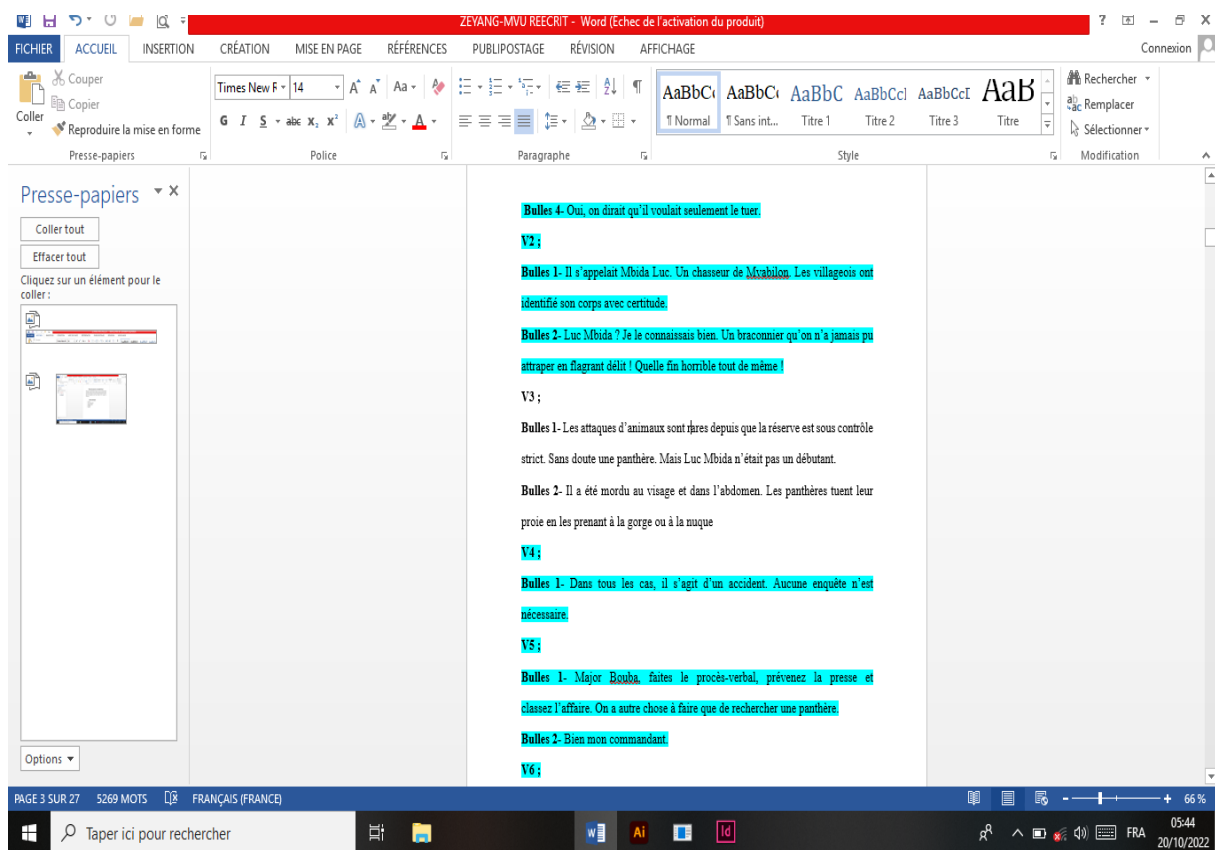 ZEYANG-MVU REECRIT - Word (Échec de l'activation du produit)
FICHIER ACCUEIL INSERTION CRÉATION MISE EN PAGE RÉFÉRENCES PUBLIPOSTAGE RÉVISION AFFICHAGE Connexion
Couper
Copier
Coller
Reproduire la mise en forme
Times New F 14
G I S abc X₂ X²
AaBbCc AaBbCc AaBbC AaBbCcl AaBbCcI AaB
¶ Normal ¶ Sans int... Titre 1 Titre 2 Titre 3 Titre
Rechercher
Remplacer
Sélectionner
Presse-papiers Police Paragraphe Style Modification
Presse-papiers
Coller tout
Effacer tout
Cliquez sur un élément pour le
coller :
Options
Bulles 4- Oui, on dirait qu'il voulait seulement le tuer.
V2 ;
Bulles 1- Il s'appelait Mbida Luc. Un chasseur de Mvabilon. Les villageois ont
identifié son corps avec certitude.
Bulles 2- Luc Mbida ? Je le connaissais bien. Un braconnier qu'on n'a jamais pu
attraper en flagrant délit ! Quelle fin horrible tout de même !
V3 ;
Bulles 1- Les attaques d'animaux sont rares depuis que la réserve est sous contrôle
strict. Sans doute une panthère. Mais Luc Mbida n'était pas un débutant.
Bulles 2- Il a été mordu au visage et dans l'abdomen. Les panthères tuent leur
proie en les prenant à la gorge ou à la nuque
V4 ;
Bulles 1- Dans tous les cas, il s'agit d'un accident. Aucune enquête n'est
nécessaire.
V5 ;
Bulles 1- Major Bouba, faites le procès-verbal, prévenez la presse et
classez l'affaire. On a autre chose à faire que de rechercher une panthère.
Bulles 2- Bien mon commandant.
V6 ;
PAGE 3 SUR 27 5269 MOTS FRANÇAIS (FRANCE) 66 %
Taper ici pour rechercher
Ai Id
FRA
05:44
20/10/2022